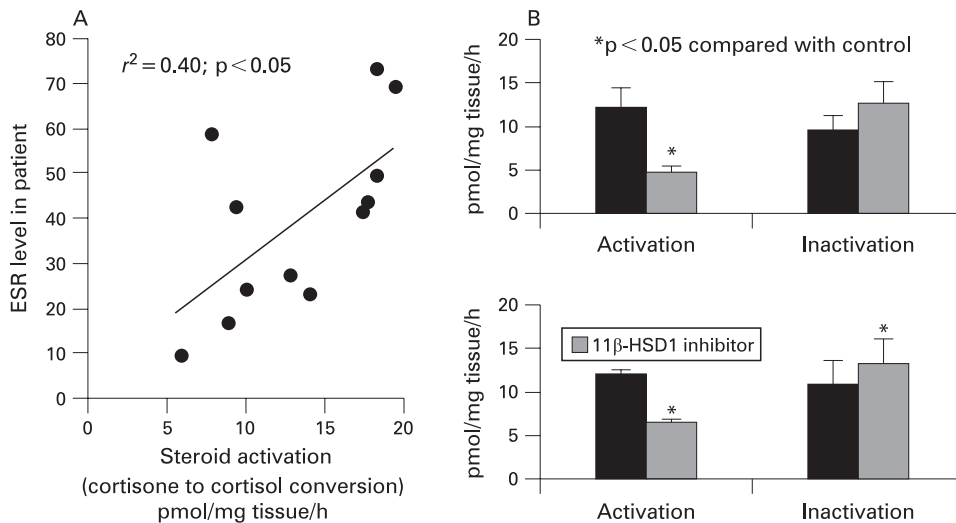 A
r² = 0.40; p < 0.05
ESR level in patient
80
70
60
50
40
30
20
10
0
0 5 10 15 20
Steroid activation
(cortisone to cortisol conversion)
pmol/mg tissue/h
B
*p < 0.05 compared with control
pmol/mg tissue/h
20
15
10
5
0
*
Activation Inactivation
pmol/mg tissue/h
20
15
10
5
0
11β-HSD1 inhibitor
*
*
Activation Inactivation